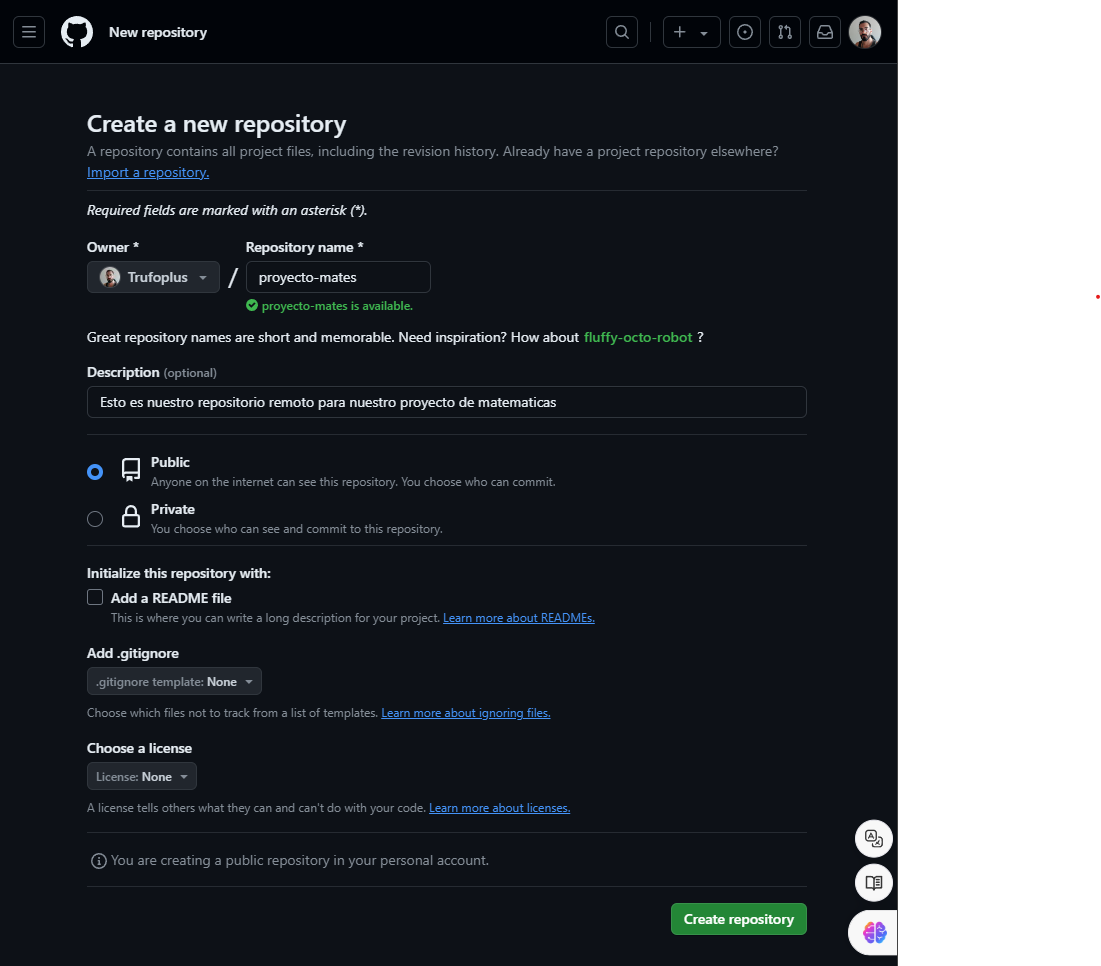 New repository
Create a new repository
A repository contains all project files, including the revision history. Already have a project repository elsewhere?
Import a repository.
Required fields are marked with an asterisk (*).
Owner * Repository name *
Trufoplus / proyecto-mates
proyecto-mates is available.
Great repository names are short and memorable. Need inspiration? How about fluffy-octo-robot ?
Description (optional)
Esto es nuestro repositorio remoto para nuestro proyecto de matematicas
Public
Anyone on the internet can see this repository. You choose who can commit.
Private
You choose who can see and commit to this repository.
Initialize this repository with:
Add a README file
This is where you can write a long description for your project. Learn more about READMEs.
Add .gitignore
.gitignore template: None
Choose which files not to track from a list of templates. Learn more about ignoring files.
Choose a license
License: None
A license tells others what they can and can't do with your code. Learn more about licenses.
You are creating a public repository in your personal account.
Create repository